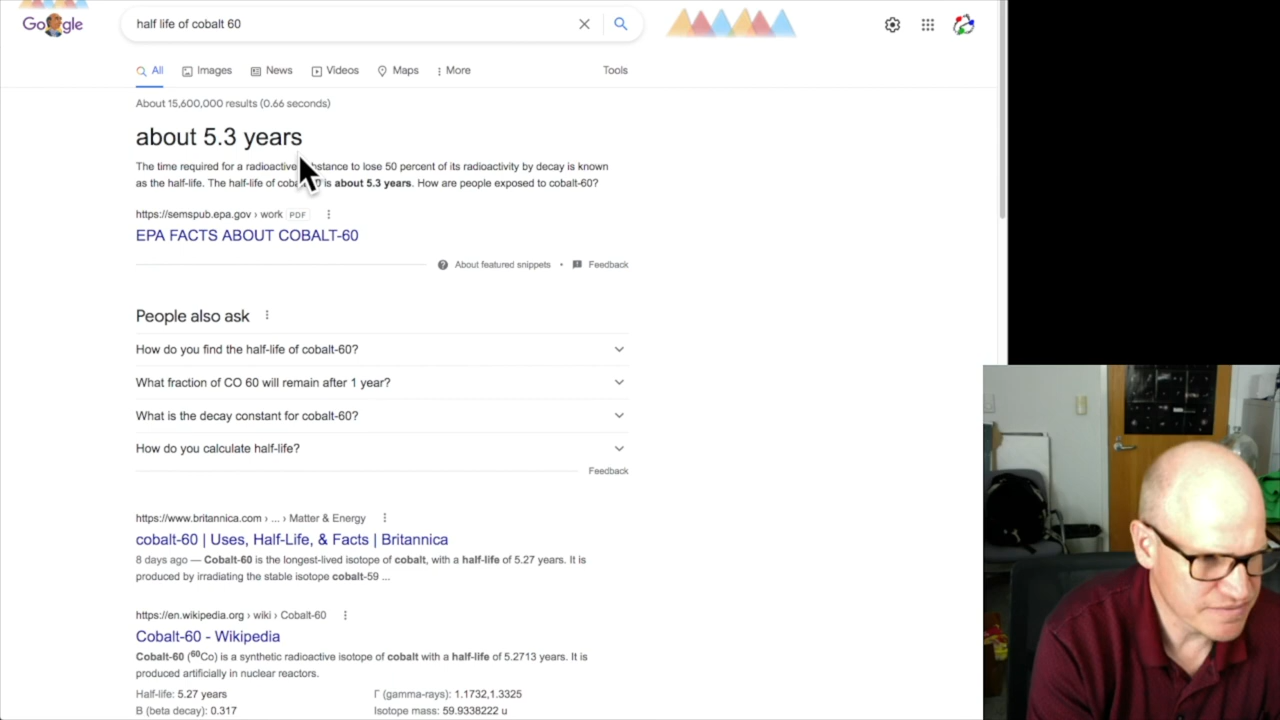 Google
half life of cobalt 60
All Images News Videos Maps More Tools
About 15,600,000 results (0.66 seconds)
about 5.3 years
The time required for a radioactive substance to lose 50 percent of its radioactivity by decay is known
as the half-life. The half-life of cobalt-60 is about 5.3 years. How are people exposed to cobalt-60?
https://semspub.epa.gov › work PDF
EPA FACTS ABOUT COBALT-60
About featured snippets • Feedback
People also ask
How do you find the half-life of cobalt-60?
What fraction of CO 60 will remain after 1 year?
What is the decay constant for cobalt-60?
How do you calculate half-life?
Feedback
https://www.britannica.com › ... › Matter & Energy
cobalt-60 | Uses, Half-Life, & Facts | Britannica
8 days ago — Cobalt-60 is the longest-lived isotope of cobalt, with a half-life of 5.27 years. It is
produced by irradiating the stable isotope cobalt-59 ...
https://en.wikipedia.org › wiki › Cobalt-60
Cobalt-60 - Wikipedia
Cobalt-60 (⁶⁰Co) is a synthetic radioactive isotope of cobalt with a half-life of 5.2713 years. It is
produced artificially in nuclear reactors.
Half-life: 5.27 years Γ (gamma-rays): 1.1732,1.3325
Β (beta decay): 0.317 Isotope mass: 59.9338222 u